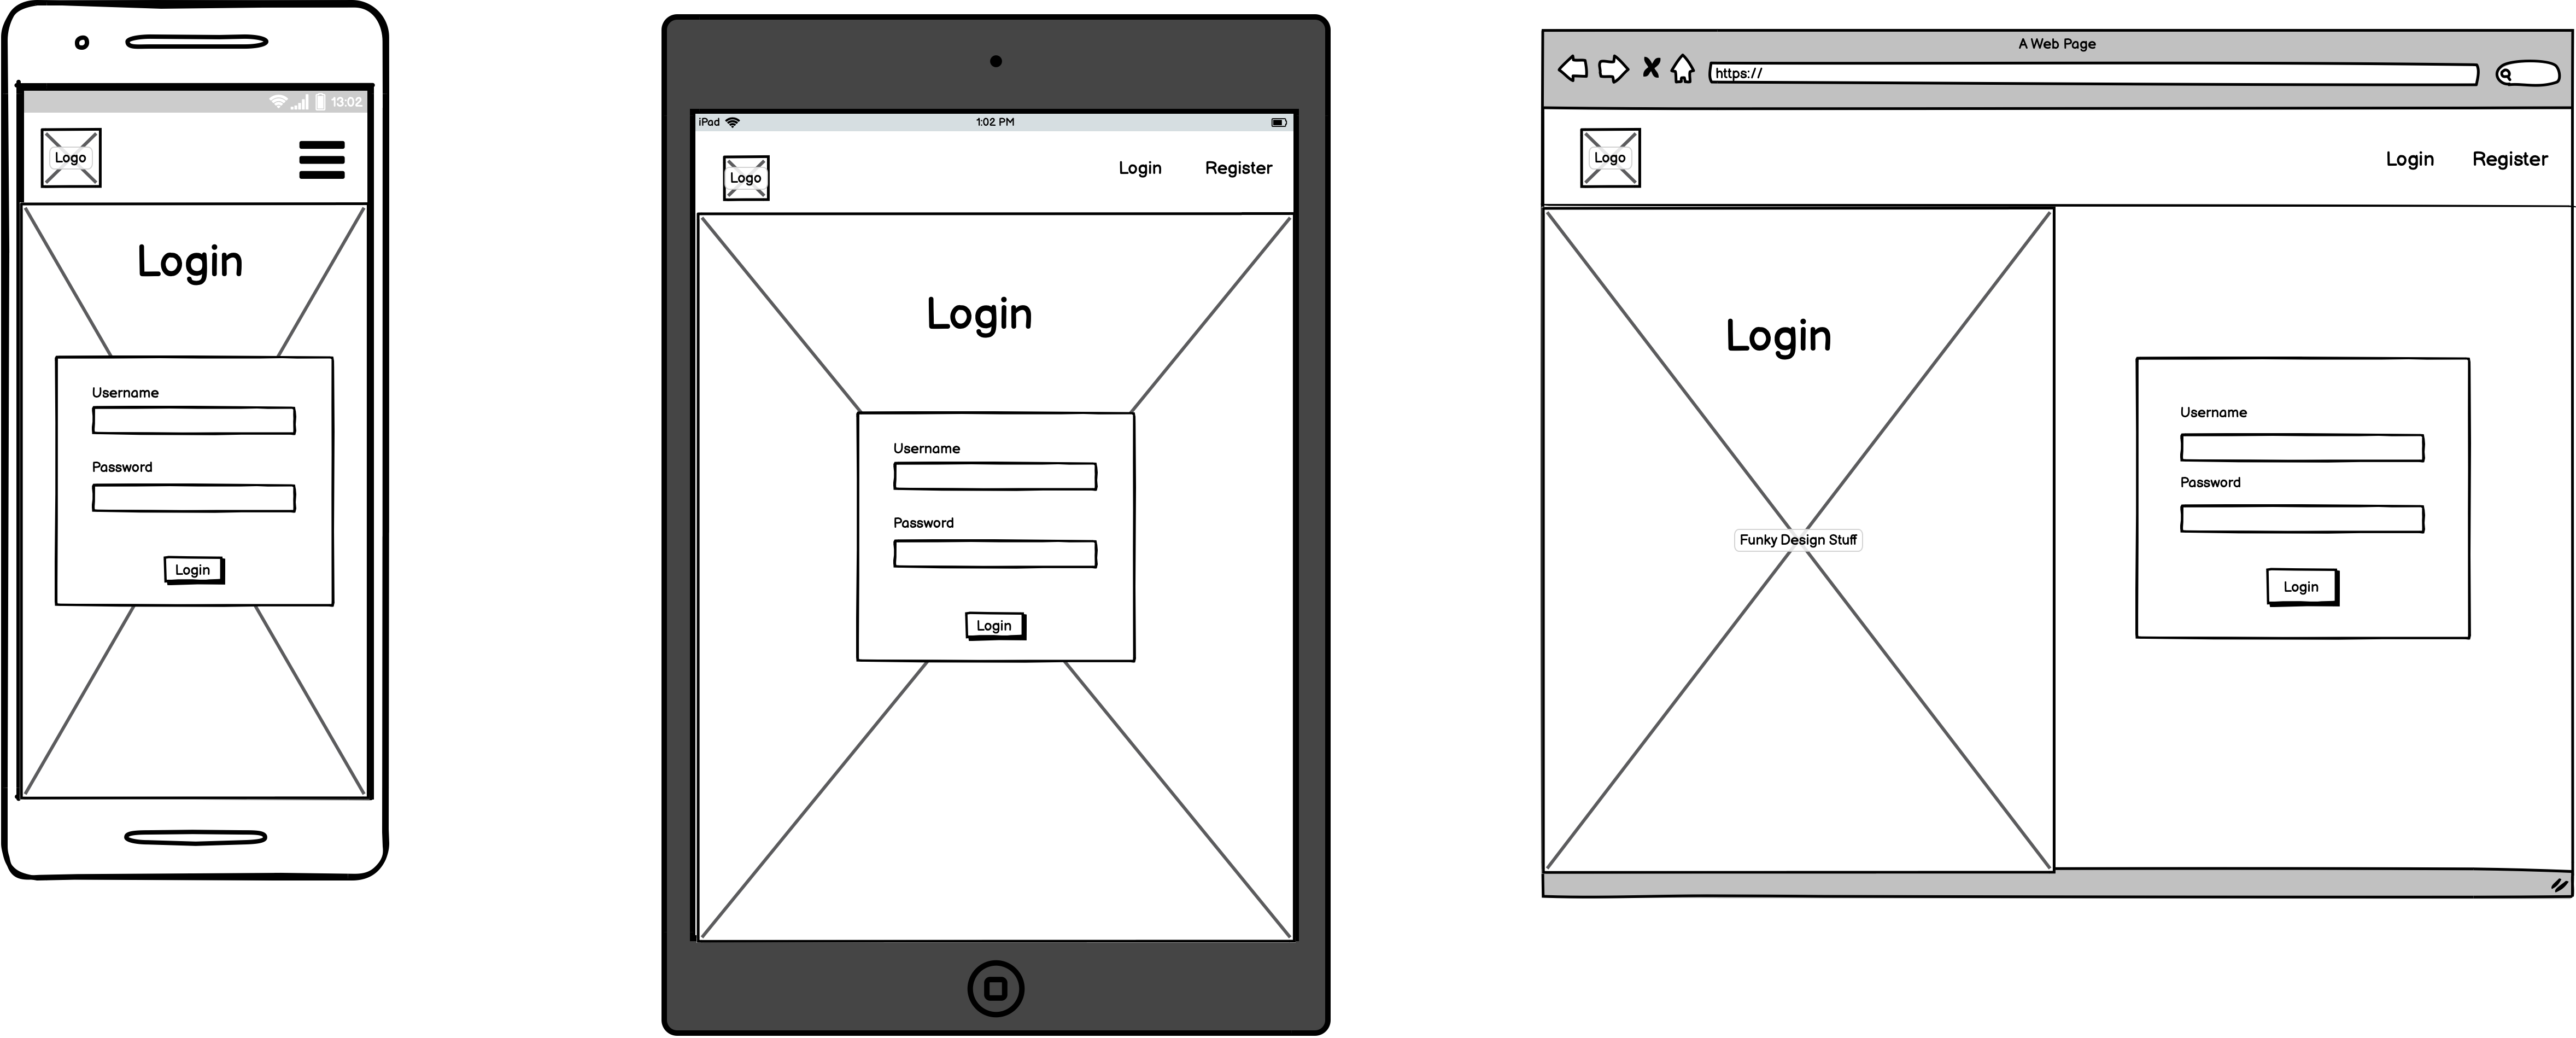 13:02
Logo
Login
Username
Password
Login
iPad
1:02 PM
Logo
Login Register
Login
Username
Password
Login
A Web Page
https://
Logo
Login Register
Login
Funky Design Stuff
Username
Password
Login